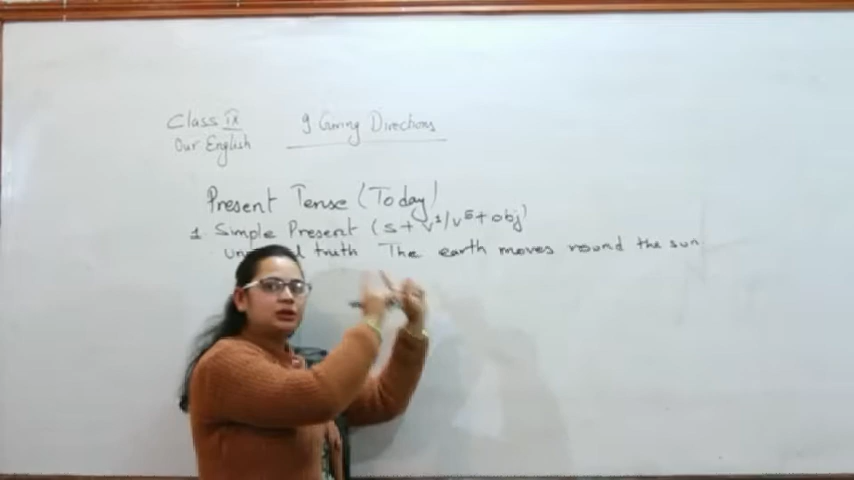 Class IX
9 Giving Directions
Our English
Present Tense (Today)
1 Simple Present (S + V¹/V⁵ + obj)
truth The earth moves round the sun